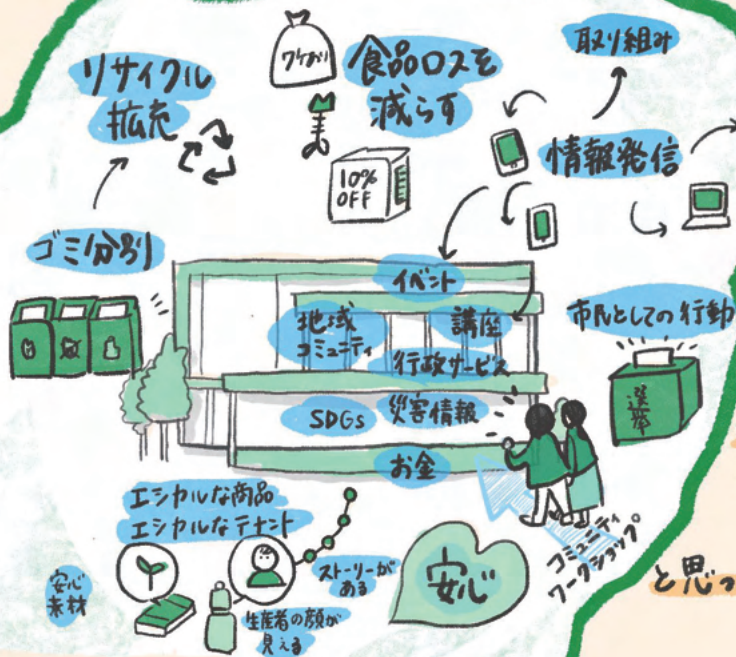 リサイクル
拡充
ワケあり
食品ロスを
減らす
10%
OFF
取り組み
情報発信
ゴミ分別
イベント
地域
コミュニティ
講座
行政サービス
SDGs
災害情報
お金
市民としての行動
選挙
エシカルな商品
エシカルなテナント
ストーリーが
ある
安心
素材
生産者の顔が
見える
安心
コミュニティ
ワークショップ
と思っ